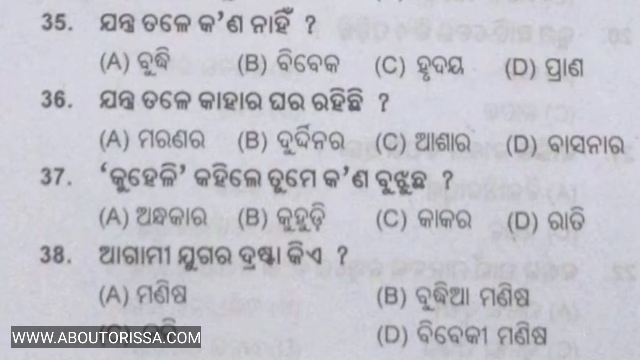 35. ଯନ୍ତ୍ର ତଳେ କ'ଣ ନାହିଁ ?
(A) ବୁଦ୍ଧି (B) ବିବେକ (C) ହୃଦୟ (D) ପ୍ରାଣ
36. ଯନ୍ତ୍ର ତଳେ କାହାର ଘର ରହିଛି ?
(A) ମରଣର (B) ଦୁର୍ଦ୍ଦିନର (C) ଆଶାର (D) ବାସନାର
37. ‘କୁହେଳି’ କହିଲେ ତୁମେ କ'ଣ ବୁଝୁଛ ?
(A) ଅନ୍ଧକାର (B) କୁହୁଡ଼ି (C) କାକର (D) ରାତି
38. ଆଗାମୀ ଯୁଗର ଦ୍ରଷ୍ଟା କିଏ ?
(A) ମଣିଷ (B) ବୁଦ୍ଧିଆ ମଣିଷ
(D) ବିବେକୀ ମଣିଷ
WWW.ABOUTORISSA.COM